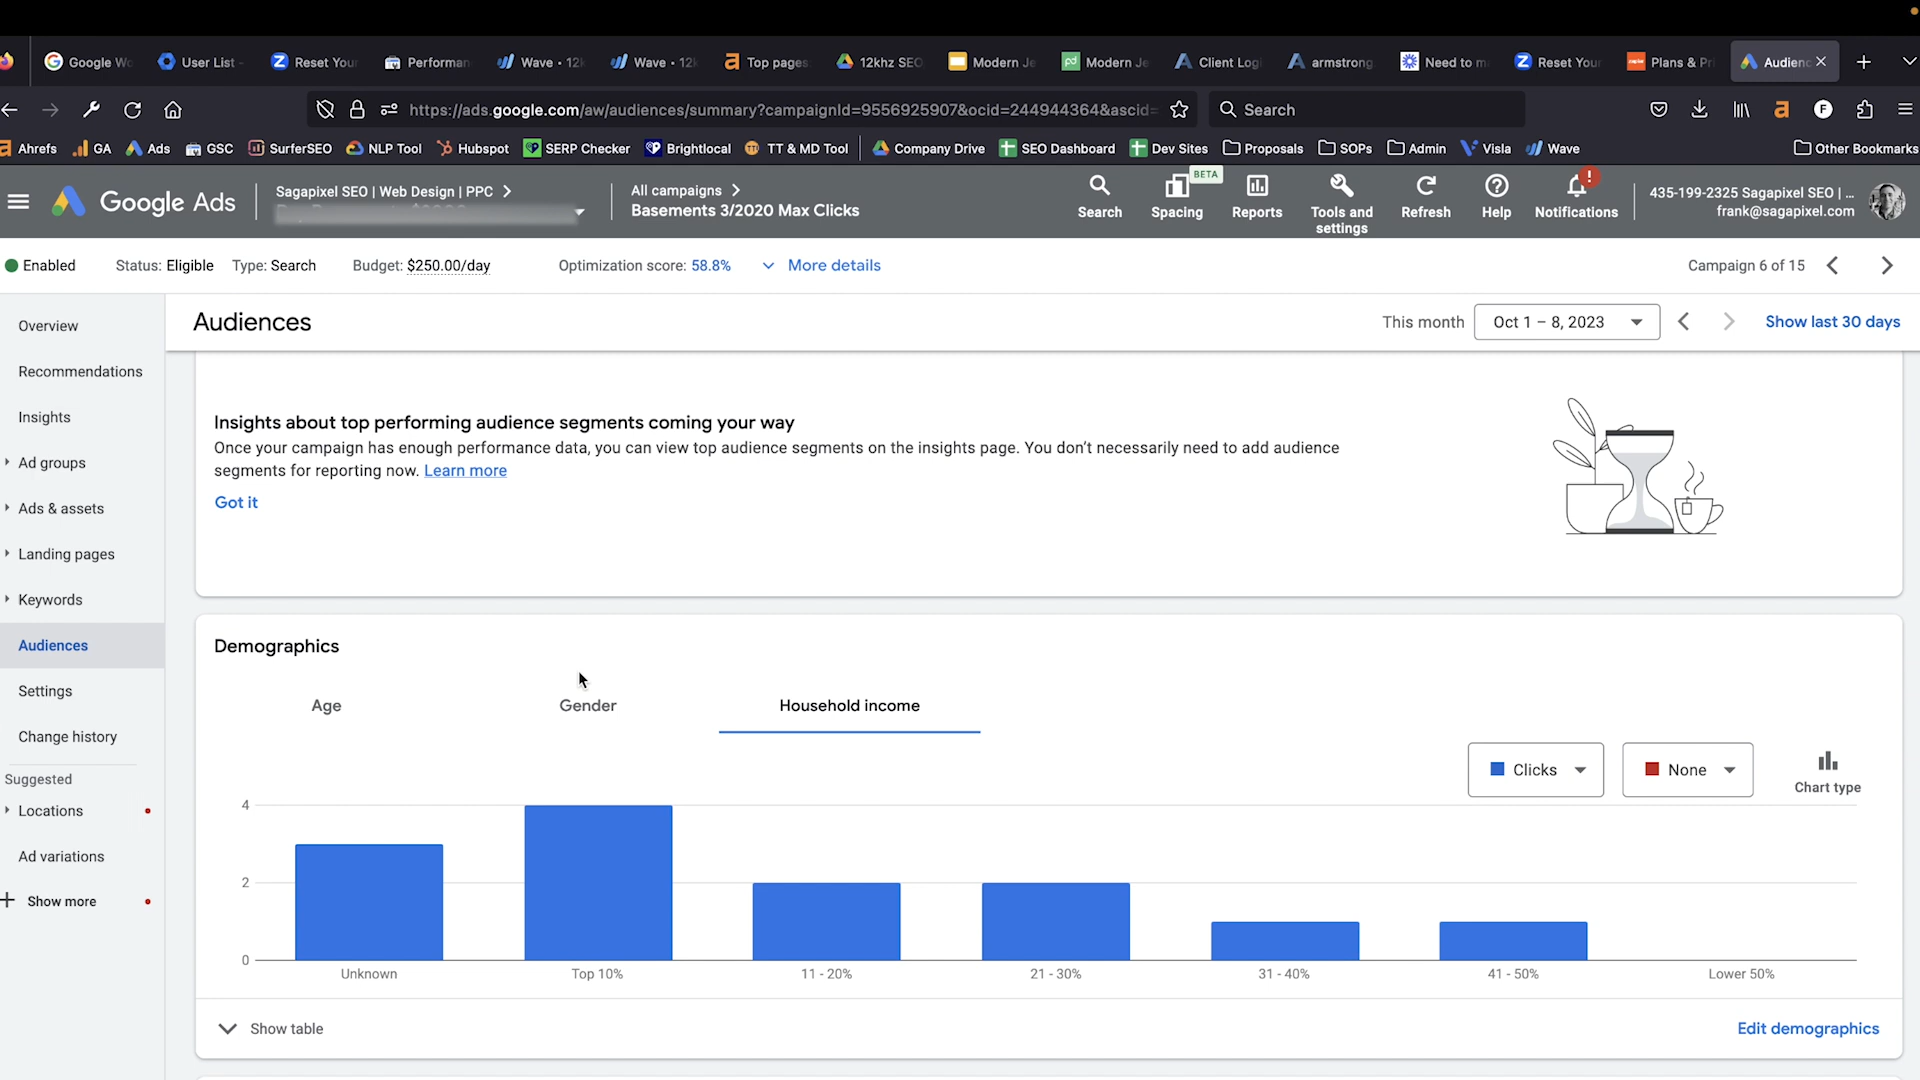 Google Wo
User List -
Reset Your
Performan
Wave • 12k
Wave • 12k
Top pages
12khz SEO
Modern Je
Modern Je
Client Logi
armstrong
Need to m
Reset Your
Plans & Pri
Audienc
https://ads.google.com/aw/audiences/summary?campaignId=9556925907&ocid=244944364&ascid=
Search
Ahrefs
GA
Ads
GSC
SurferSEO
NLP Tool
Hubspot
SERP Checker
Brightlocal
TT & MD Tool
Company Drive
SEO Dashboard
Dev Sites
Proposals
SOPs
Admin
Visla
Wave
Other Bookmarks
Google Ads
Sagapixel SEO | Web Design | PPC
All campaigns
Basements 3/2020 Max Clicks
Search
BETA
Spacing
Reports
Tools and
settings
Refresh
Help
!
Notifications
435-199-2325 Sagapixel SEO | ...
frank@sagapixel.com
Enabled
Status: Eligible
Type: Search
Budget: $250.00/day
Optimization score: 58.8%
More details
Campaign 6 of 15
Overview
Recommendations
Insights
Ad groups
Ads & assets
Landing pages
Keywords
Audiences
Settings
Change history
Suggested
Locations
Ad variations
Show more
Audiences
This month
Oct 1 – 8, 2023
Show last 30 days
Insights about top performing audience segments coming your way
Once your campaign has enough performance data, you can view top audience segments on the insights page. You don't necessarily need to add audience
segments for reporting now. Learn more
Got it
Demographics
Age
Gender
Household income
Clicks
None
Chart type
4
2
0
Unknown
Top 10%
11 - 20%
21 - 30%
31 - 40%
41 - 50%
Lower 50%
Show table
Edit demographics